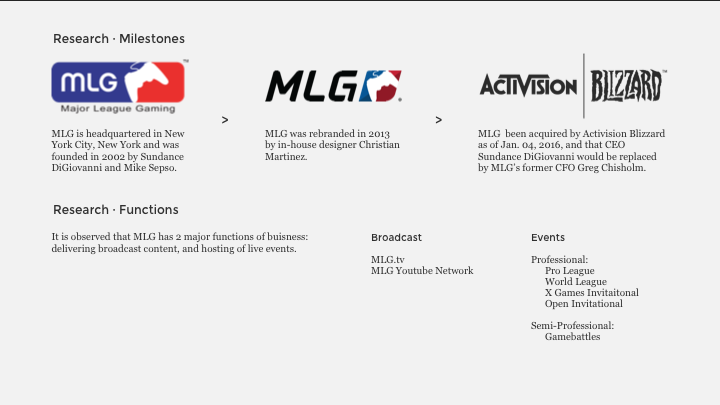 Research · Milestones
MLG
TM
Major League Gaming
MLG
ACTIVISION
BLIZZARD
TM
>
>
MLG is headquartered in New
York City, New York and was
founded in 2002 by Sundance
DiGiovanni and Mike Sepso.
MLG was rebranded in 2013
by in-house designer Christian
Martinez.
MLG been acquired by Activision Blizzard
as of Jan. 04, 2016, and that CEO
Sundance DiGiovanni would be replaced
by MLG's former CFO Greg Chisholm.
Research · Functions
It is observed that MLG has 2 major functions of buisness:
delivering broadcast content, and hosting of live events.
Broadcast
MLG.tv
MLG Youtube Network
Events
Professional:
Pro League
World League
X Games Invitaitonal
Open Invitational
Semi-Professional:
Gamebattles